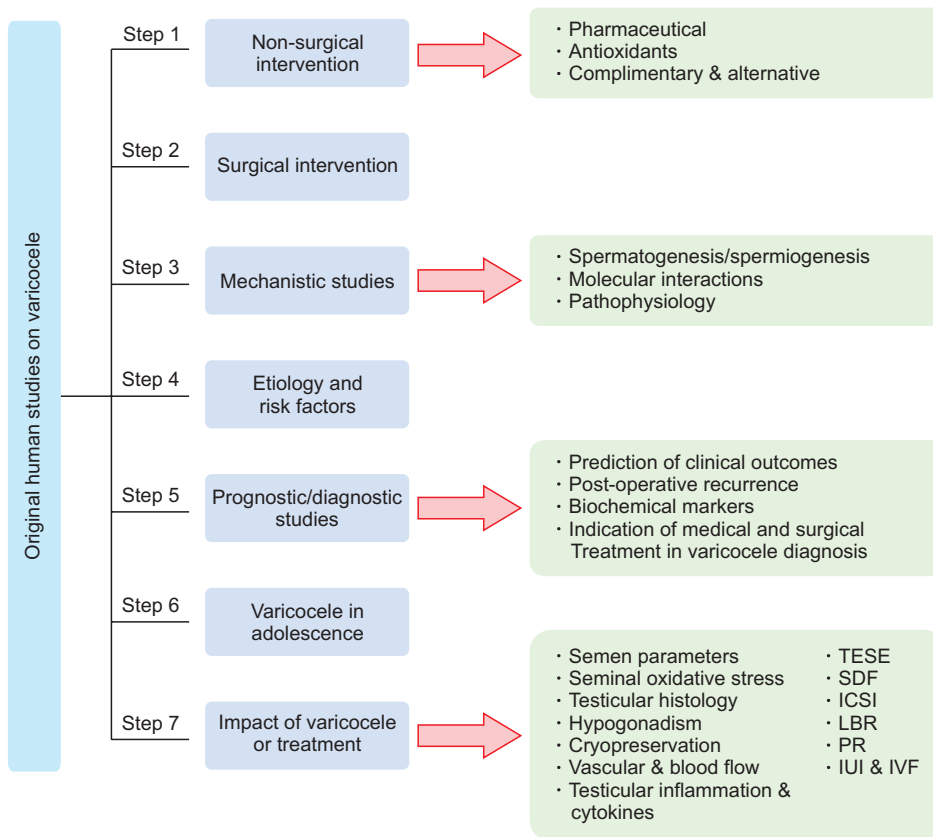 Original human studies on varicocele
Step 1
Non-surgical
intervention
· Pharmaceutical
· Antioxidants
· Complimentary & alternative
Step 2
Surgical intervention
Step 3
Mechanistic studies
· Spermatogenesis/spermiogenesis
· Molecular interactions
· Pathophysiology
Step 4
Etiology and
risk factors
Step 5
Prognostic/diagnostic
studies
· Prediction of clinical outcomes
· Post-operative recurrence
· Biochemical markers
· Indication of medical and surgical
Treatment in varicocele diagnosis
Step 6
Varicocele in
adolescence
Step 7
Impact of varicocele
or treatment
· Semen parameters
· Seminal oxidative stress
· Testicular histology
· Hypogonadism
· Cryopreservation
· Vascular & blood flow
· Testicular inflammation &
cytokines
· TESE
· SDF
· ICSI
· LBR
· PR
· IUI & IVF